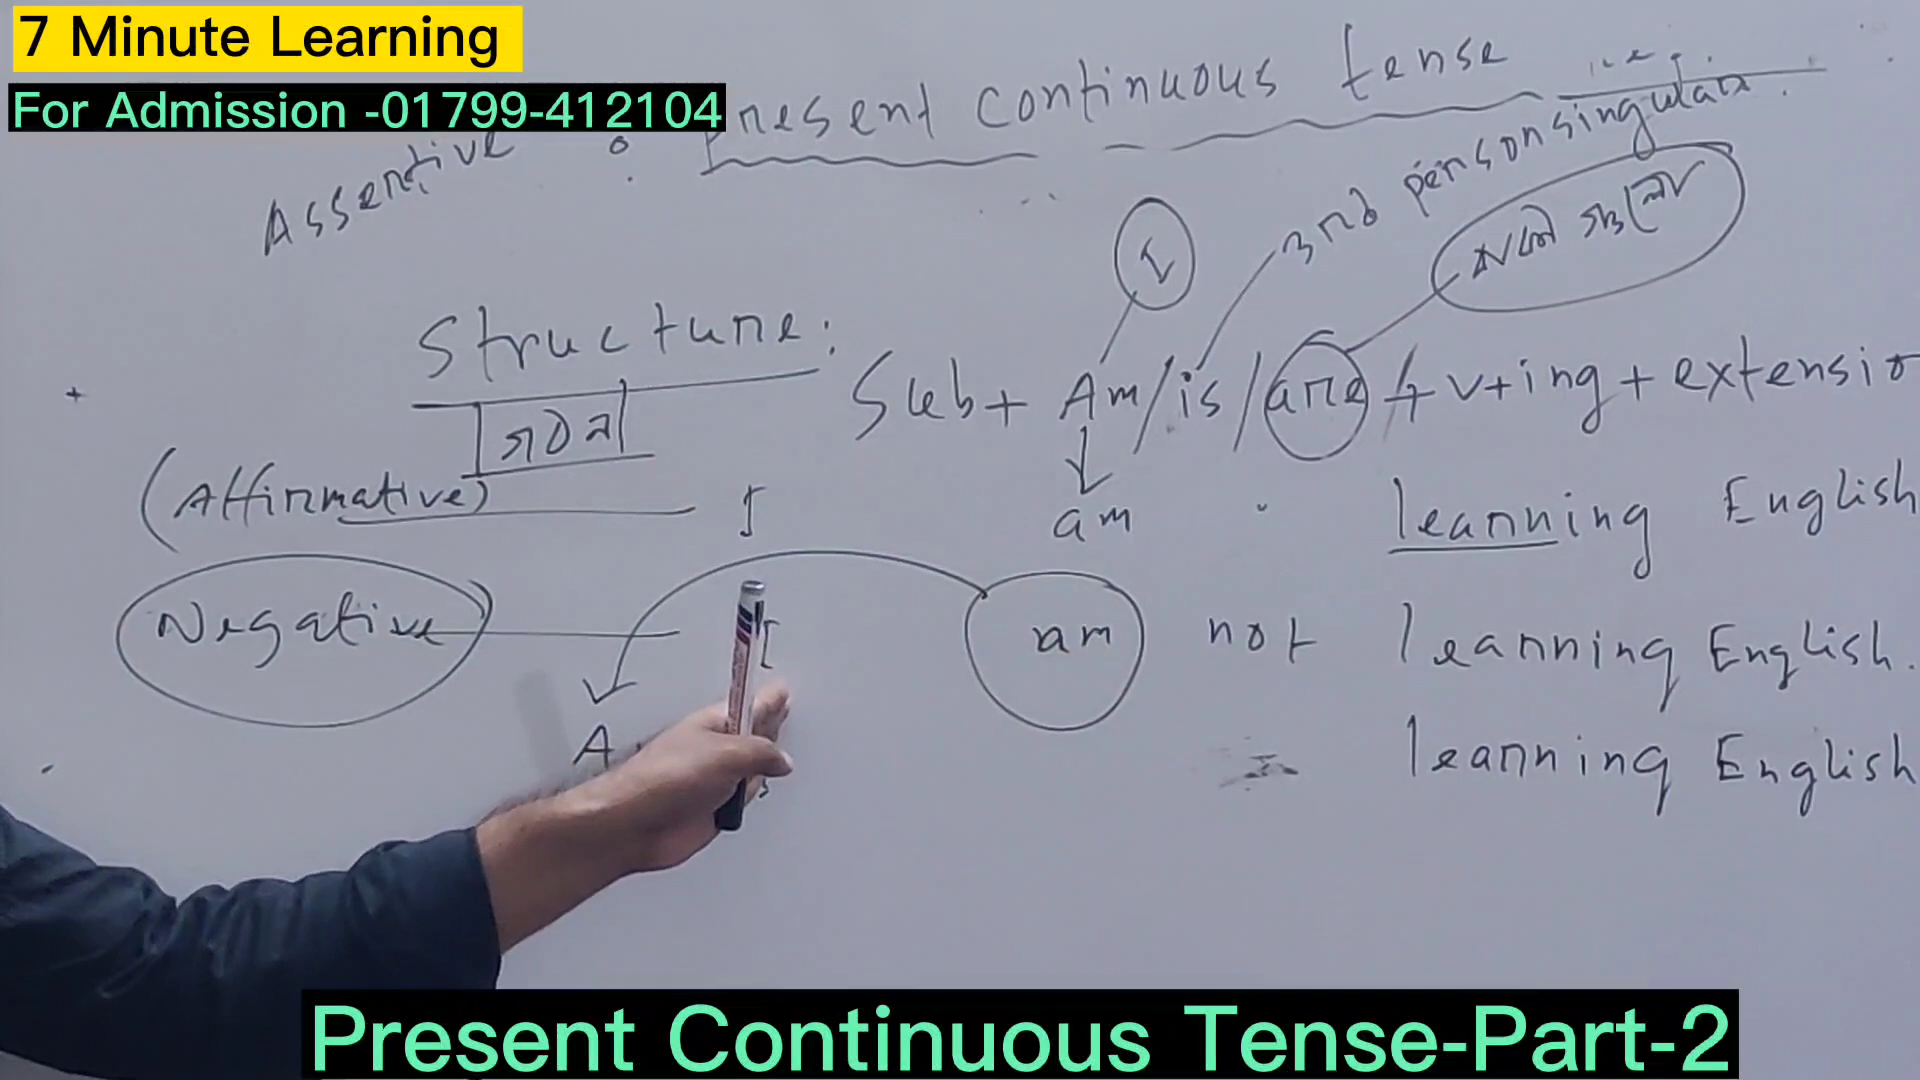 7 Minute Learning
For Admission -01799-412104
Present continuous tense
Assertive :
3rd person singular.
I
Structure:
গঠন
Sub + Am/is/are + v+ing + extensio
(Affirmative) I am learning English
Negative I am not learning English.
A learning English
Present Continuous Tense-Part-2